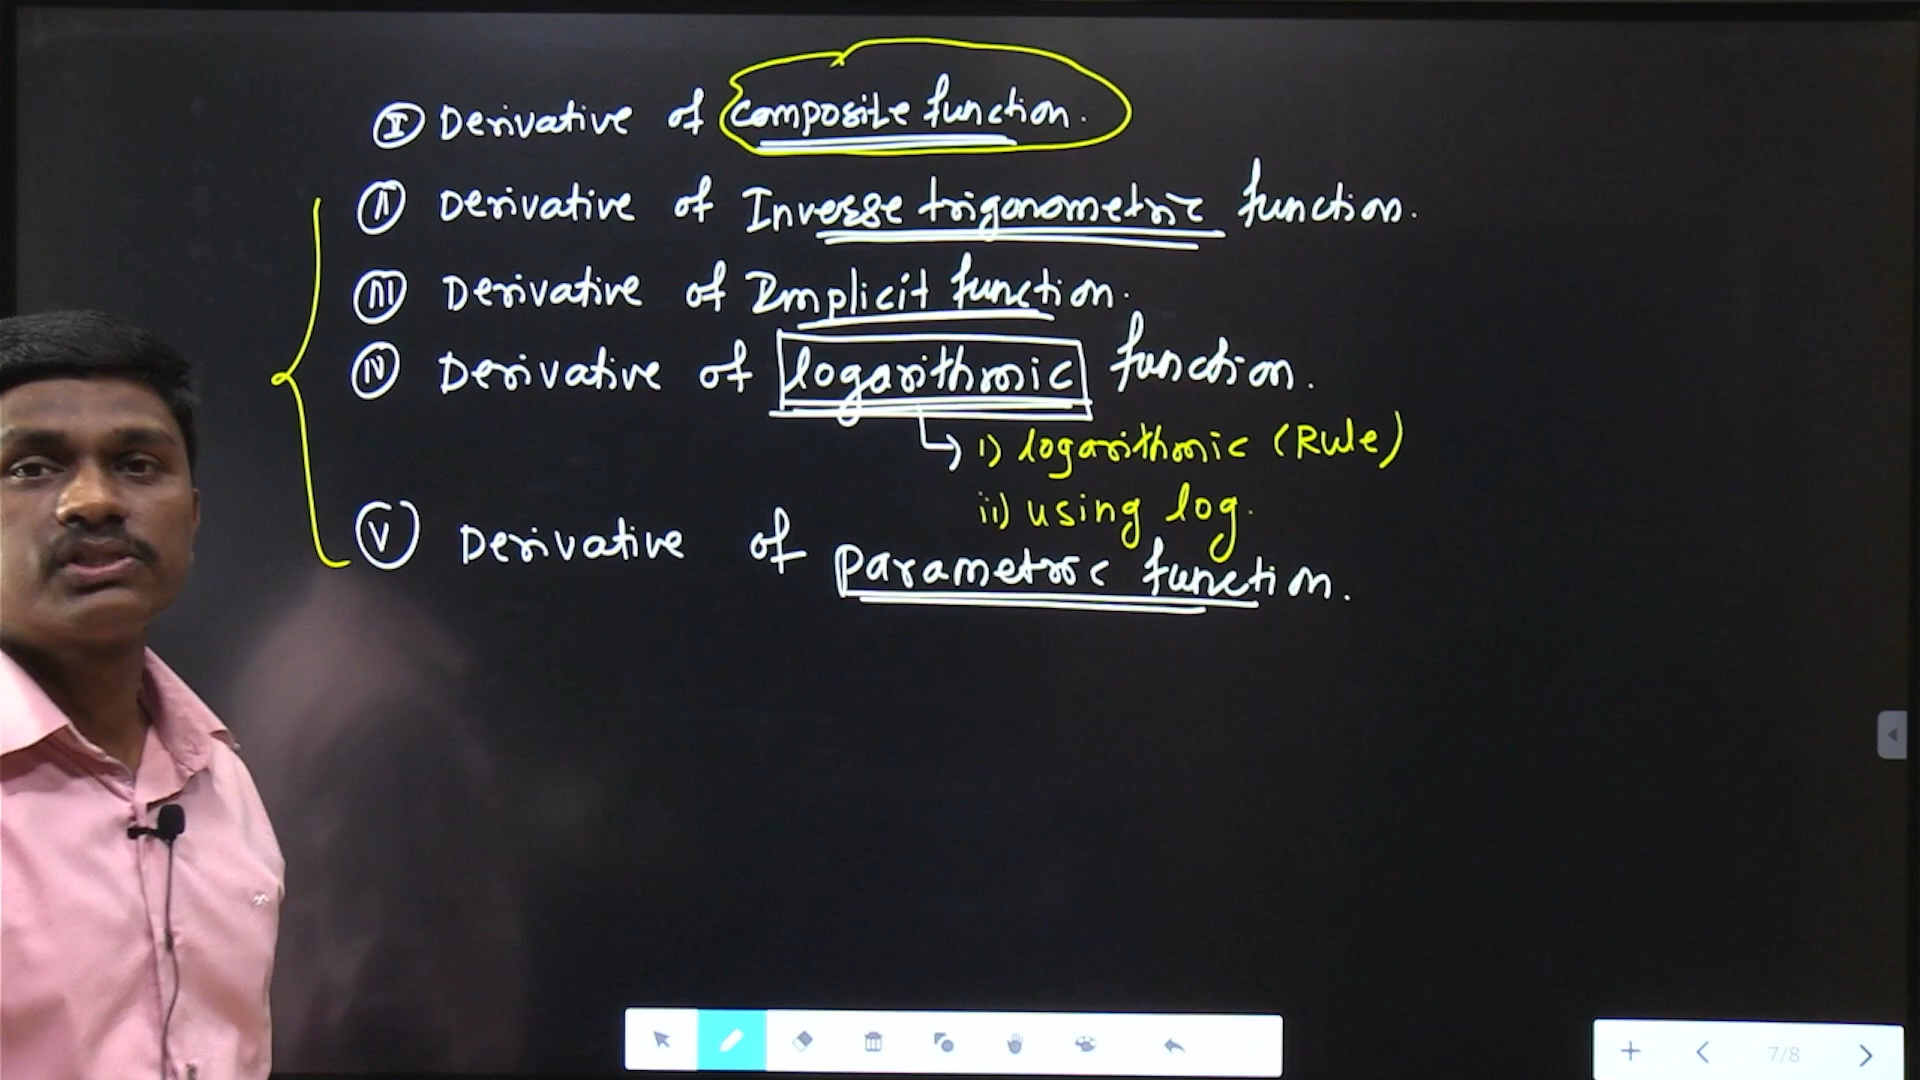 I Derivative of composite function.
II Derivative of Inverse trigonometric function.
III Derivative of Implicit function.
IV Derivative of logarithmic function.
i) logarithmic (Rule)
ii) using log.
V Derivative of parametric function.
7/8